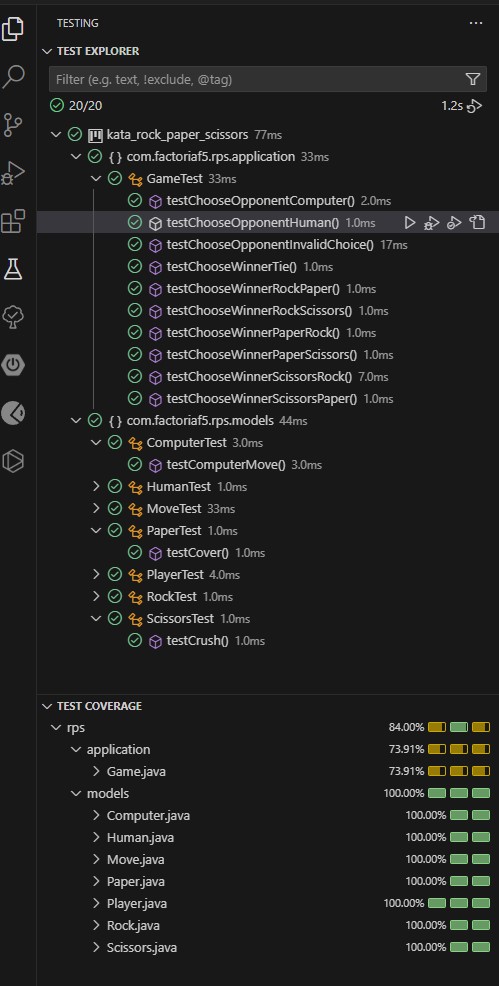 TESTING
TEST EXPLORER
Filter (e.g. text, !exclude, @tag)
20/20 1.2s
kata_rock_paper_scissors 77ms
{ } com.factoriaf5.rps.application 33ms
GameTest 33ms
testChooseOpponentComputer() 2.0ms
testChooseOpponentHuman() 1.0ms
testChooseOpponentInvalidChoice() 17ms
testChooseWinnerTie() 1.0ms
testChooseWinnerRockPaper() 1.0ms
testChooseWinnerRockScissors() 1.0ms
testChooseWinnerPaperRock() 1.0ms
testChooseWinnerPaperScissors() 1.0ms
testChooseWinnerScissorsRock() 7.0ms
testChooseWinnerScissorsPaper() 1.0ms
{ } com.factoriaf5.rps.models 44ms
ComputerTest 3.0ms
testComputerMove() 3.0ms
HumanTest 1.0ms
MoveTest 33ms
PaperTest 1.0ms
testCover() 1.0ms
PlayerTest 4.0ms
RockTest 1.0ms
ScissorsTest 1.0ms
testCrush() 1.0ms
TEST COVERAGE
rps 84.00%
application 73.91%
Game.java 73.91%
models 100.00%
Computer.java 100.00%
Human.java 100.00%
Move.java 100.00%
Paper.java 100.00%
Player.java 100.00%
Rock.java 100.00%
Scissors.java 100.00%